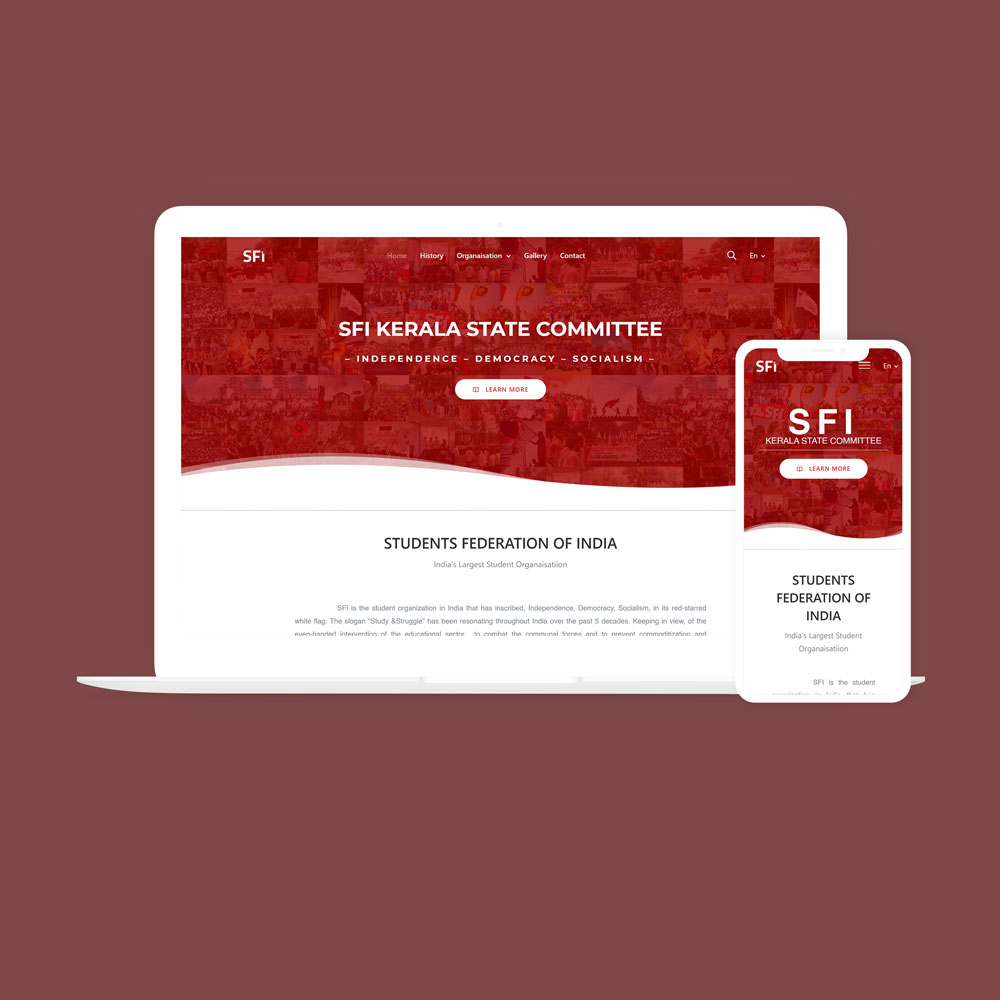 SFI
Home History Organaisation Gallery Contact
En
SFI KERALA STATE COMMITTEE
– INDEPENDENCE – DEMOCRACY – SOCIALISM –
LEARN MORE
STUDENTS FEDERATION OF INDIA
India's Largest Student Organaisatiion
SFI is the student organization in India that has inscribed, Independence, Democracy, Socialism, in its red-starred
white flag. The slogan "Study &Struggle" has been resonating throughout India over the past 5 decades. Keeping in view, of the
even-handed intervention of the educational sector , to combat the communal forces and to prevent commoditization and
SFI
En
SFI
KERALA STATE COMMITTEE
LEARN MORE
STUDENTS
FEDERATION OF
INDIA
India's Largest Student
Organaisatiion
SFI is the student
organization in India that has